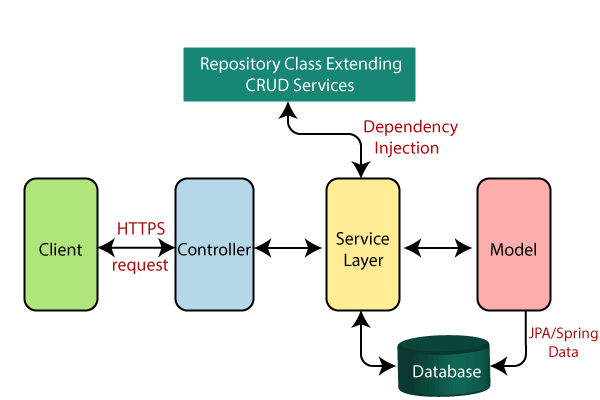 Repository Class Extending
CRUD Services
Dependency
Injection
Client
HTTPS
request
Controller
Service
Layer
Model
JPA/Spring
Data
Database